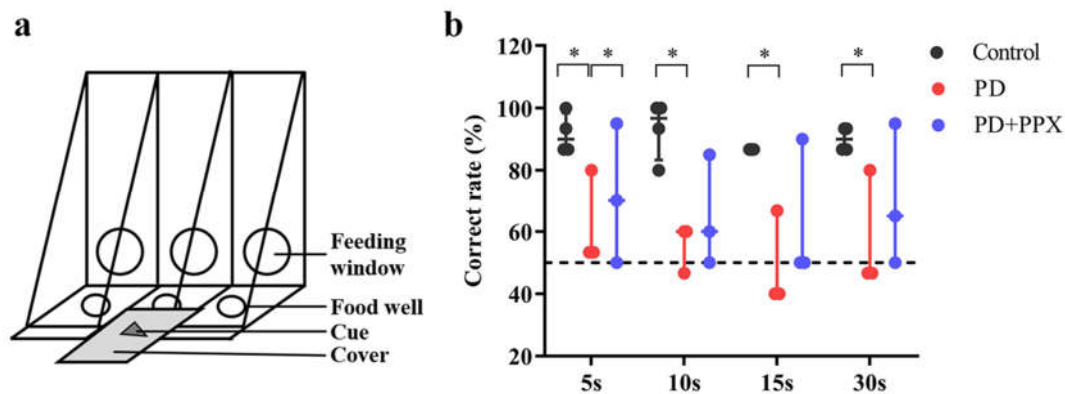 a
Feeding
window
Food well
Cue
Cover
b
Correct rate (%)
120
100
80
60
40
20
* * * * *
5s 10s 15s 30s
Control
PD
PD+PPX